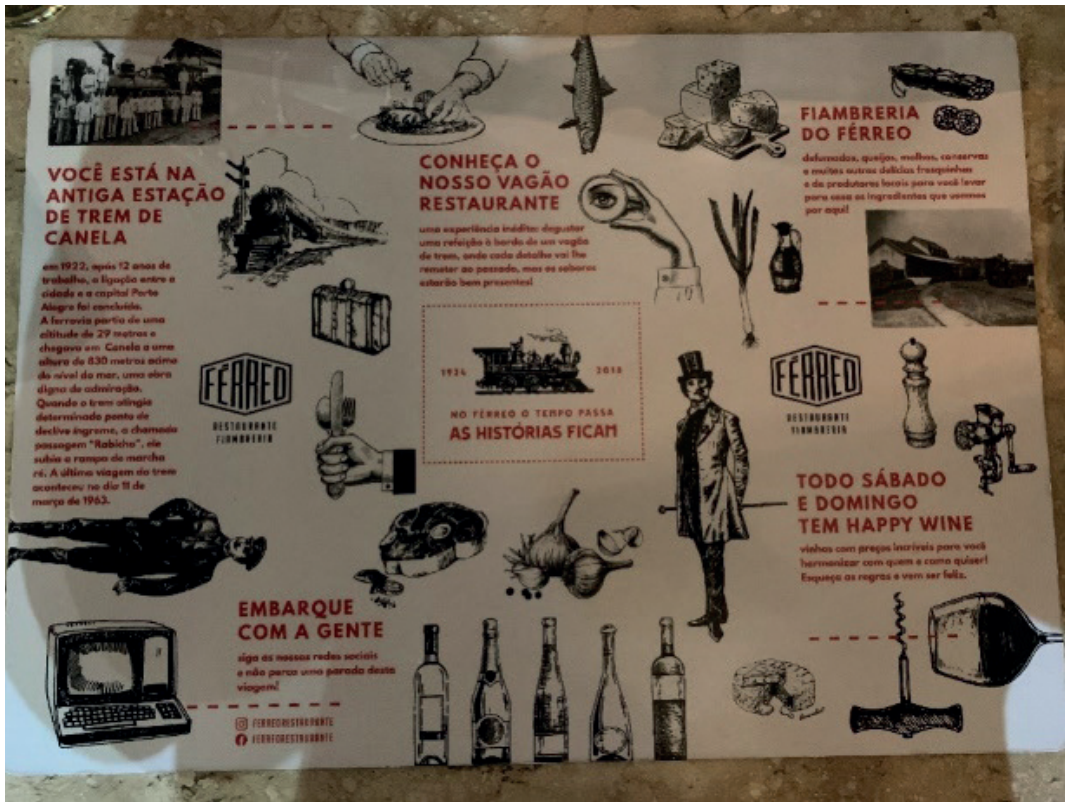 VOCÊ ESTÁ NA
ANTIGA ESTAÇÃO
DE TREM DE
CANELA
em 1922, após 12 anos de
trabalho, a ligação entre a
cidade e a capital Porto
Alegre foi concluída.
A ferrovia partia de uma
altitude de 29 metros e
chegava em Canela a uma
altura de 830 metros acima
do nível do mar, uma obra
digna de admiração.
Quando o trem atingia
determinado ponto de
declive íngreme, a chamada
passagem "Rabicho", ele
subia a rampa de marcha
ré. A última viagem do trem
aconteceu no dia 11 de
março de 1963.
CONHEÇA O
NOSSO VAGÃO
RESTAURANTE
uma experiência inédita: degustar
uma refeição à bordo de um vagão
de trem, onde cada detalhe vai lhe
remeter ao passado, mas os sabores
estarão bem presentes!
FIAMBRERIA
DO FÉRREO
defumados, queijos, molhos, conservas
e muitas outras delícias fresquinhas
e de produtores locais para você levar
para casa os ingredientes que usamos
por aqui!
FÉRREO
RESTAURANTE
FIAMBRERIA
1924 2018
NO FÉRREO O TEMPO PASSA
AS HISTÓRIAS FICAM
FÉRREO
RESTAURANTE
FIAMBRERIA
TODO SÁBADO
E DOMINGO
TEM HAPPY WINE
vinhos com preços incríveis para você
harmonizar com quem e como quiser!
Esqueça as regras e vem ser feliz.
EMBARQUE
COM A GENTE
siga as nossas redes sociais
e não perca uma parada desta
viagem!
FERREORESTAURANTE
FERREORESTAURANTE